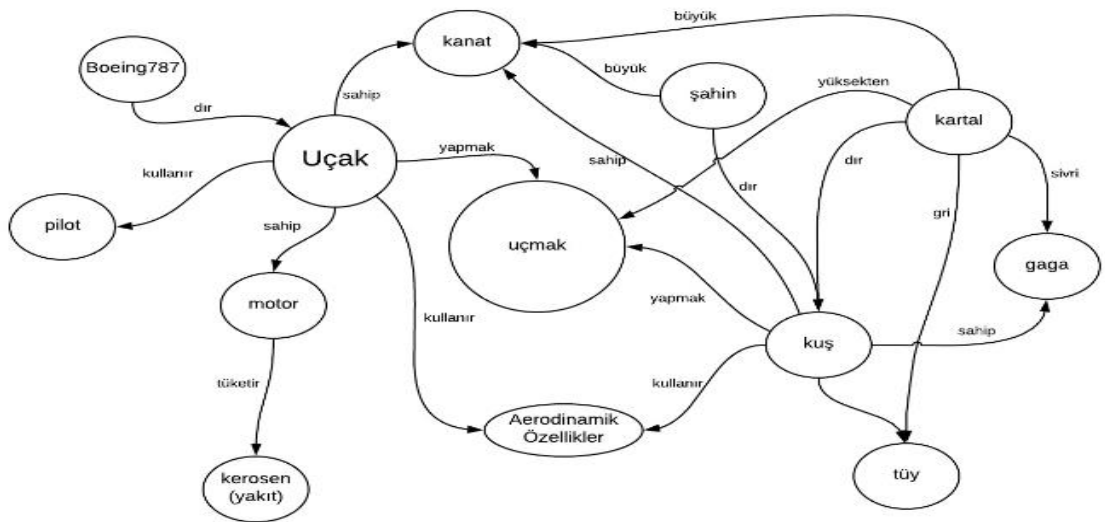 büyük
kanat
Boeing787
büyük
şahin
yüksekten
kartal
dır
sahip
Uçak
yapmak
kullanır
sahip
dır
dır
sivri
pilot
sahip
gri
uçmak
gaga
motor
yapmak
kullanır
kuş
sahip
tüketir
kullanır
Aerodinamik
Özellikler
kerosen
(yakıt)
tüy